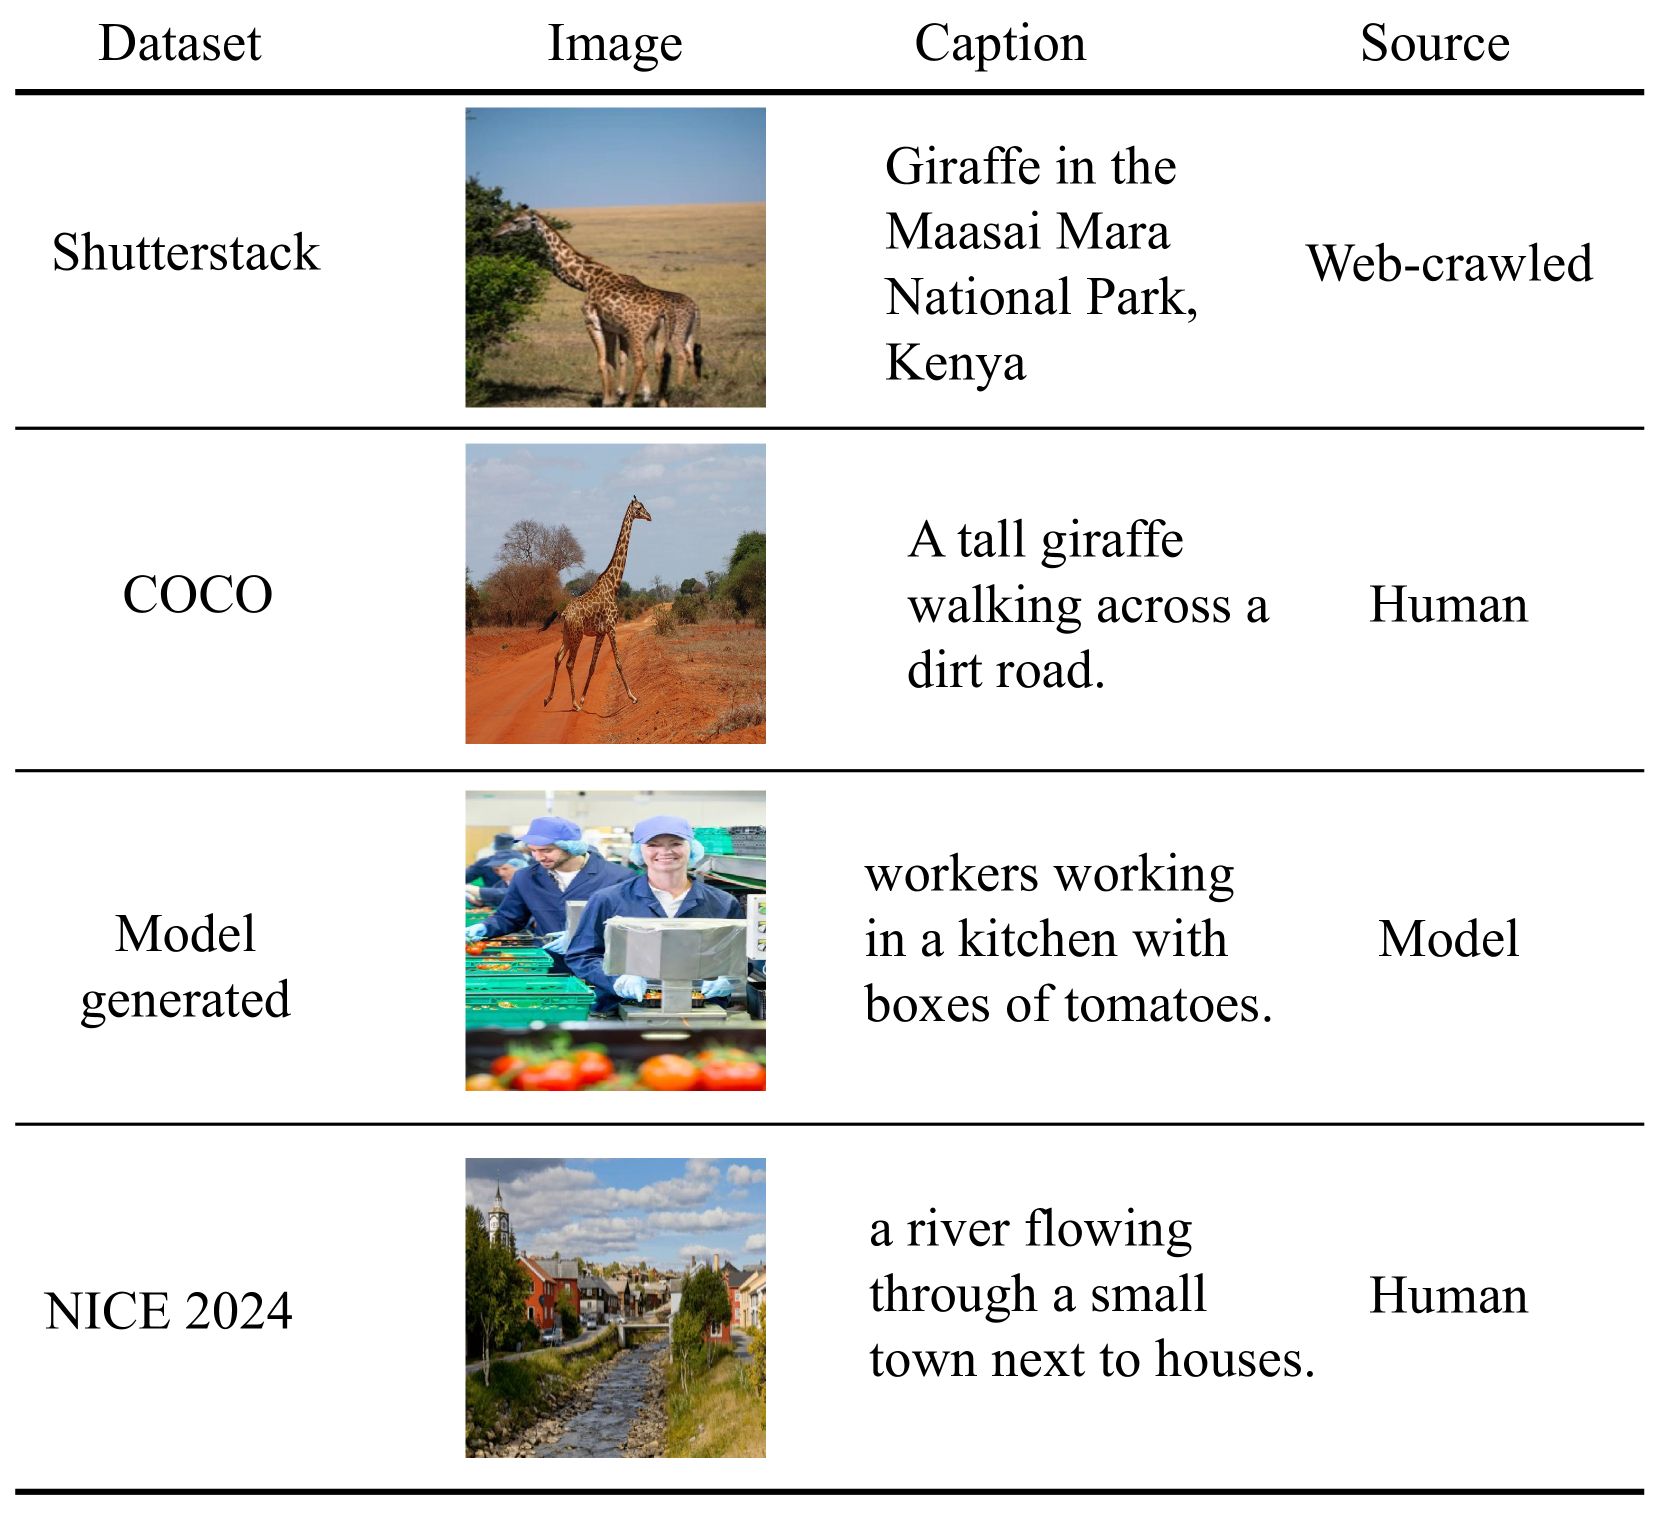 Dataset Image Caption Source
Shutterstack
Giraffe in the
Maasai Mara
National Park,
Kenya
Web-crawled
COCO
A tall giraffe
walking across a
dirt road.
Human
Model
generated
workers working
in a kitchen with
boxes of tomatoes.
Model
NICE 2024
a river flowing
through a small
town next to houses.
Human